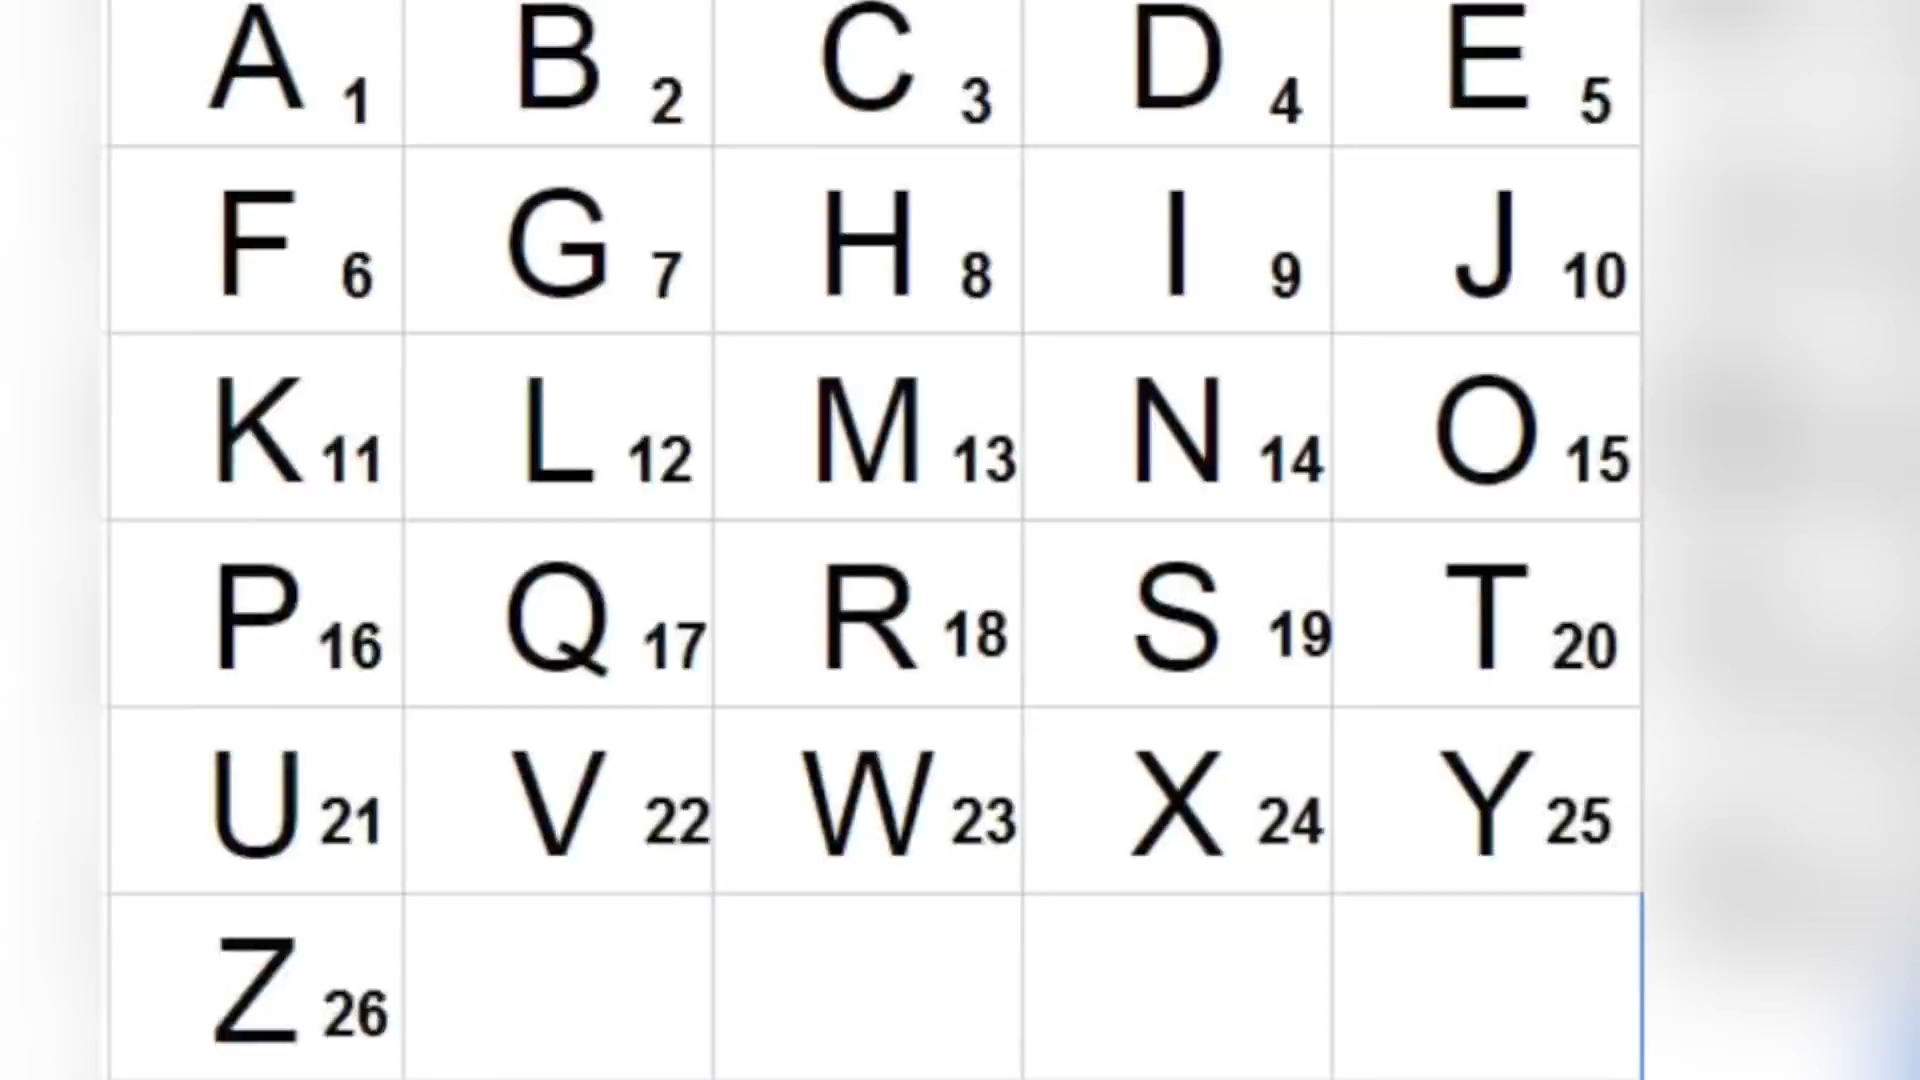 A 1 B 2 C 3 D 4 E 5
F 6 G 7 H 8 I 9 J 10
K 11 L 12 M 13 N 14 O 15
P 16 Q 17 R 18 S 19 T 20
U 21 V 22 W 23 X 24 Y 25
Z 26